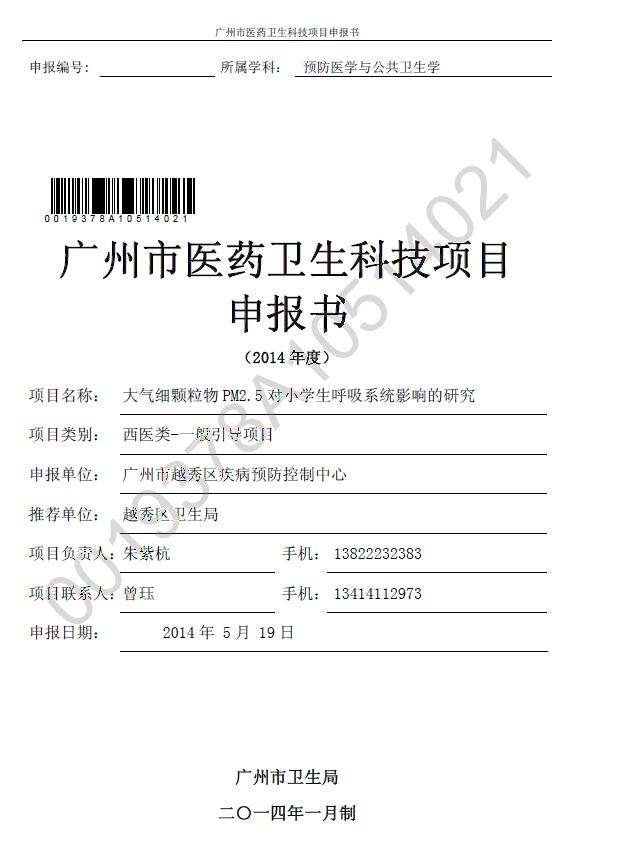 广州市医药卫生科技项目申报书
申报编号: 所属学科: 预防医学与公共卫生学
0019378A10514021
广州市医药卫生科技项目
申报书
（2014 年度）
项目名称: 大气细颗粒物 PM2.5 对小学生呼吸系统影响的研究
项目类别: 西医类-一般引导项目
申报单位: 广州市越秀区疾病预防控制中心
推荐单位: 越秀区卫生局
项目负责人: 朱紫杭 手机: 13822232383
项目联系人: 曾珏 手机: 13414112973
申报日期: 2014 年 5 月 19 日
广州市卫生局
二〇一四年一月制
0019378A10514021